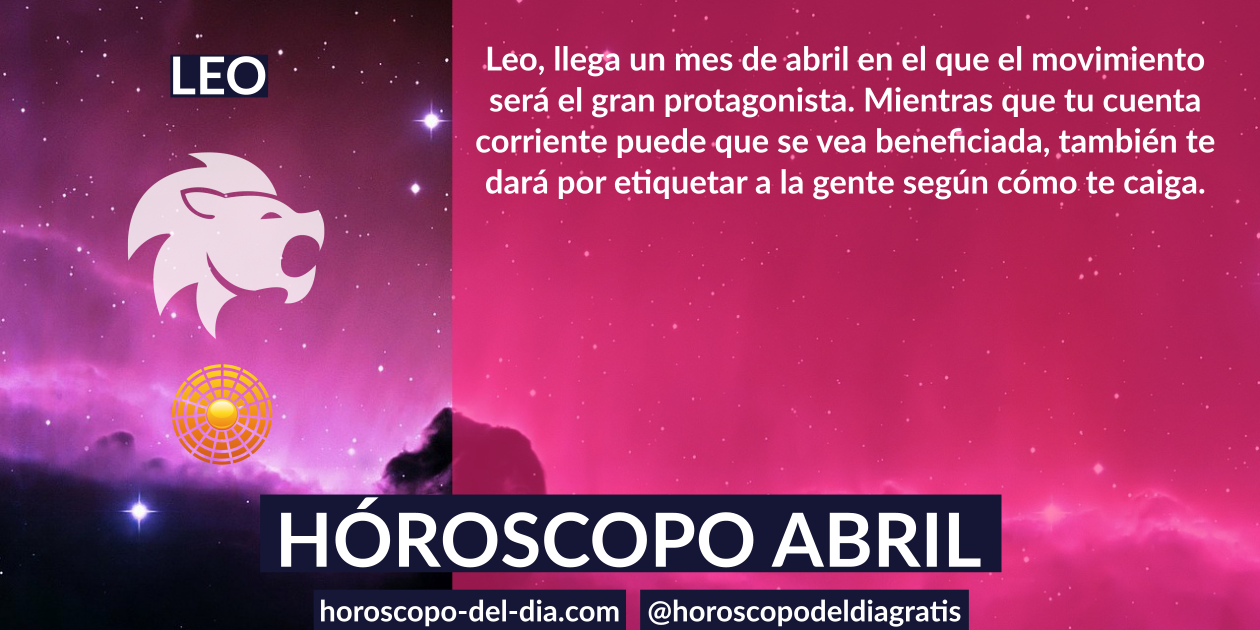 LEO
Leo, llega un mes de abril en el que el movimiento
será el gran protagonista. Mientras que tu cuenta
corriente puede que se vea beneficiada, también te
dará por etiquetar a la gente según cómo te caiga.
HÓROSCOPO ABRIL
horoscopo-del-dia.com
@horoscopodeldiagratis